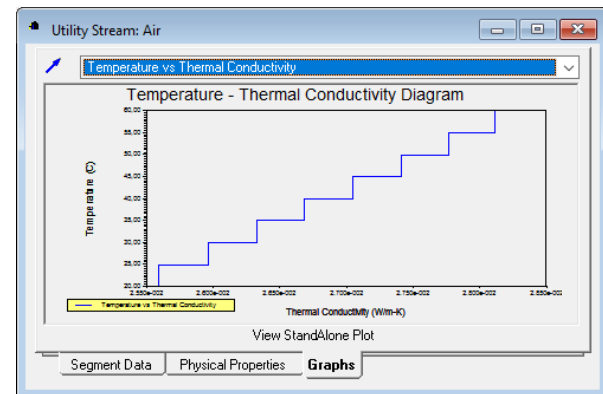 Utility Stream: Air
Temperature vs Thermal Conductivity
Temperature - Thermal Conductivity Diagram
60,00
55,00
50,00
45,00
40,00
35,00
30,00
25,00
20,00
Temperature (C)
2.550e-002 2.600e-002 2.650e-002 2.700e-002 2.750e-002 2.800e-002 2.850e-002
Temperature vs Thermal Conductivity
Thermal Conductivity (W/m-K)
View StandAlone Plot
Segment Data Physical Properties Graphs